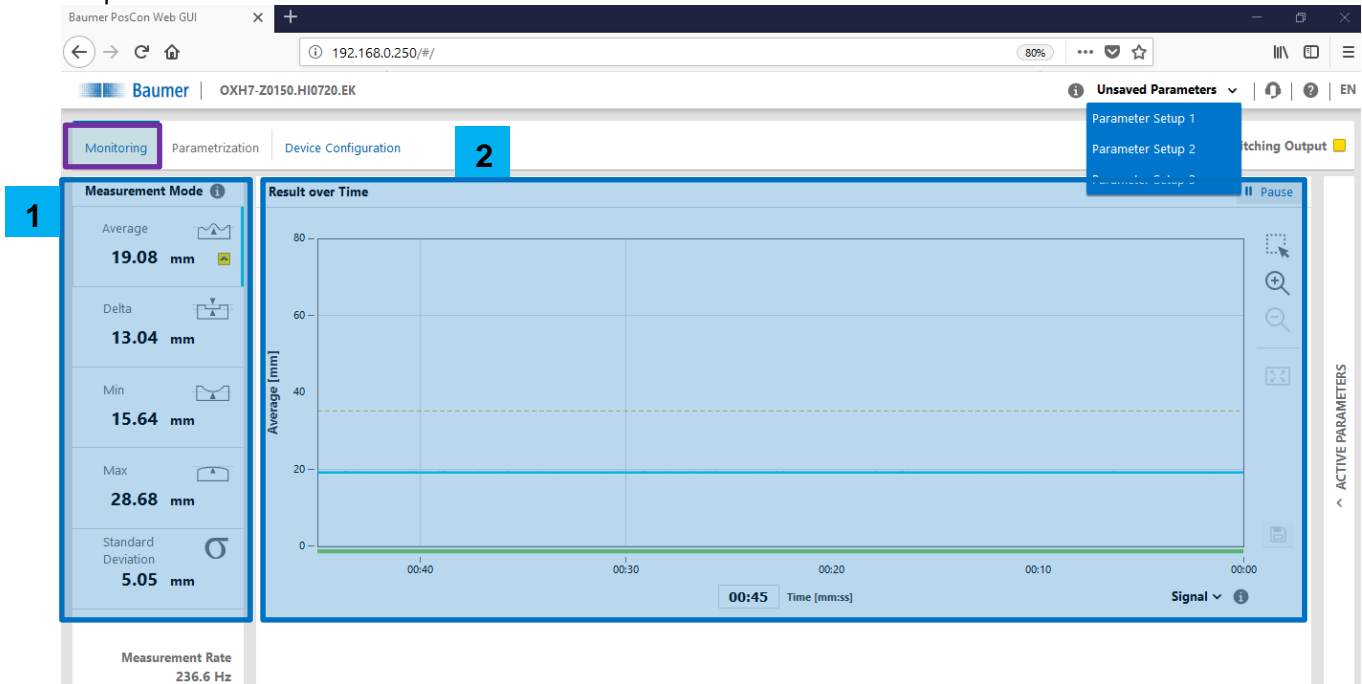 Baumer PosCon Web GUI
192.168.0.250/#/
80%
Baumer | OXH7-Z0150.HI0720.EK
Unsaved Parameters
EN
Parameter Setup 1
Parameter Setup 2
Parameter Setup 3
Monitoring
Parametrization
Device Configuration
2
itching Output
1
Measurement Mode
Average
19.08 mm
Delta
13.04 mm
Min
15.64 mm
Max
28.68 mm
Standard
Deviation
5.05 mm
Measurement Rate
236.6 Hz
Result over Time
Pause
Average [mm]
80
60
40
20
0
00:40
00:30
00:20
00:10
00:00
00:45 Time [mm:ss]
Signal
ACTIVE PARAMETERS